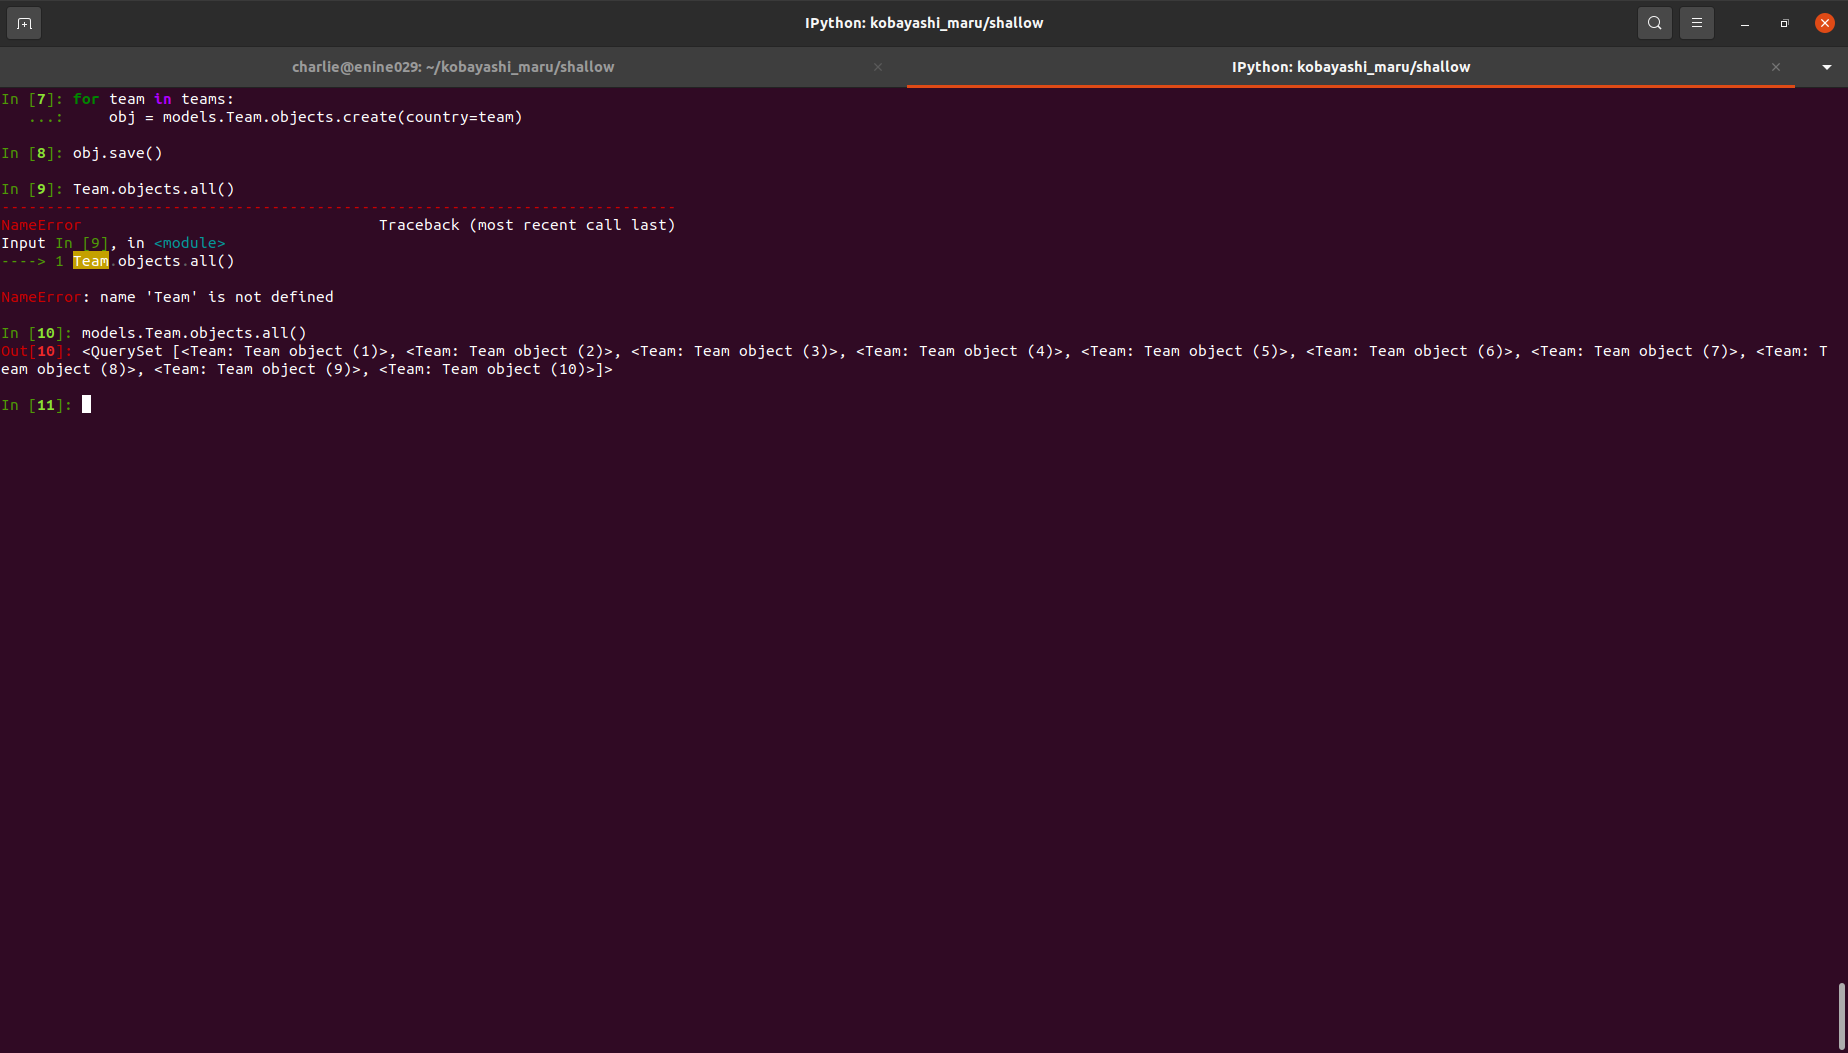 IPython: kobayashi_maru/shallow
charlie@enine029: ~/kobayashi_maru/shallow
IPython: kobayashi_maru/shallow
In [7]: for team in teams:
   ...:     obj = models.Team.objects.create(country=team)
In [8]: obj.save()
In [9]: Team.objects.all()
---------------------------------------------------------------------------
NameError                                 Traceback (most recent call last)
Input In [9], in <module>
----> 1 Team.objects.all()
NameError: name 'Team' is not defined
In [10]: models.Team.objects.all()
Out[10]: <QuerySet [<Team: Team object (1)>, <Team: Team object (2)>, <Team: Team object (3)>, <Team: Team object (4)>, <Team: Team object (5)>, <Team: Team object (6)>, <Team: Team object (7)>, <Team: T
eam object (8)>, <Team: Team object (9)>, <Team: Team object (10)>]>
In [11]: